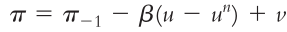 π = π₋₁ − β(u − uⁿ) + ν